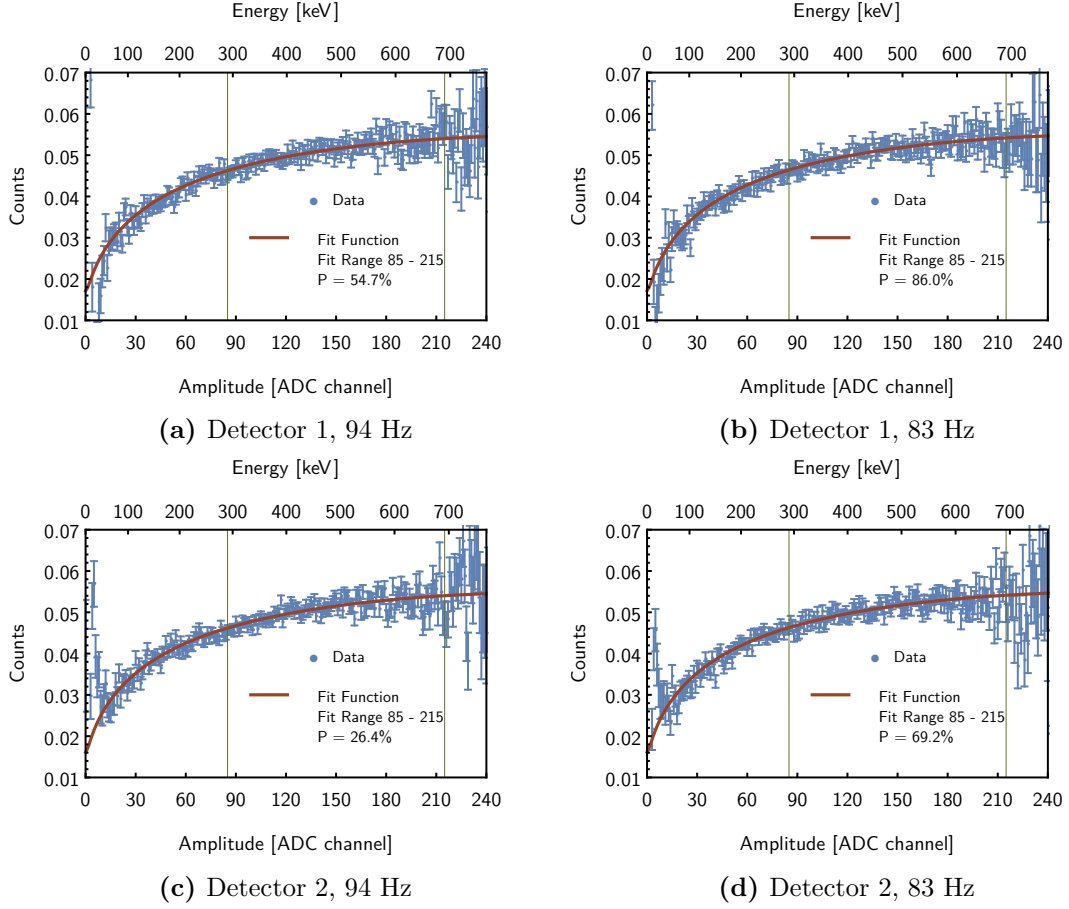 Energy [keV]
0 100 200 300 400 500 600 700
0.07
0.06
0.05
0.04
0.03
0.02
0.01
Counts
Data
Fit Function
Fit Range 85 - 215
P = 54.7%
0 30 60 90 120 150 180 210 240
Amplitude [ADC channel]
(a) Detector 1, 94 Hz
Energy [keV]
0 100 200 300 400 500 600 700
0.07
0.06
0.05
0.04
0.03
0.02
0.01
Counts
Data
Fit Function
Fit Range 85 - 215
P = 86.0%
0 30 60 90 120 150 180 210 240
Amplitude [ADC channel]
(b) Detector 1, 83 Hz
Energy [keV]
0 100 200 300 400 500 600 700
0.07
0.06
0.05
0.04
0.03
0.02
0.01
Counts
Data
Fit Function
Fit Range 85 - 215
P = 26.4%
0 30 60 90 120 150 180 210 240
Amplitude [ADC channel]
(c) Detector 2, 94 Hz
Energy [keV]
0 100 200 300 400 500 600 700
0.07
0.06
0.05
0.04
0.03
0.02
0.01
Counts
Data
Fit Function
Fit Range 85 - 215
P = 69.2%
0 30 60 90 120 150 180 210 240
Amplitude [ADC channel]
(d) Detector 2, 83 Hz